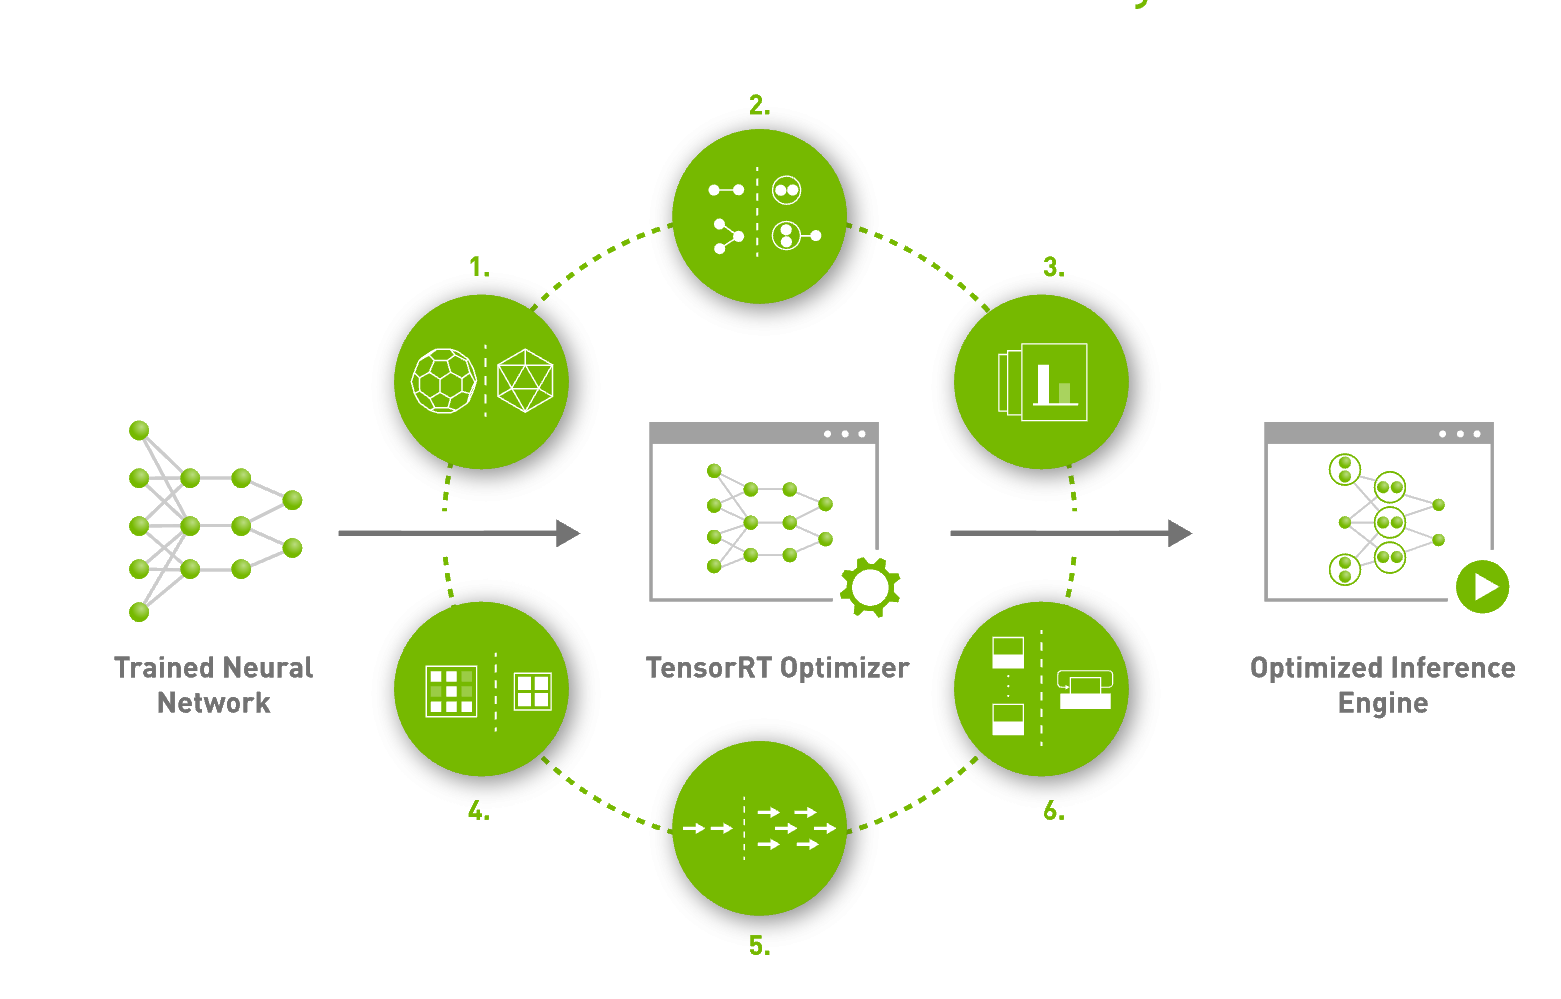 2.
1.
3.
Trained Neural
Network
TensorRT Optimizer
Optimized Inference
Engine
4.
6.
5.